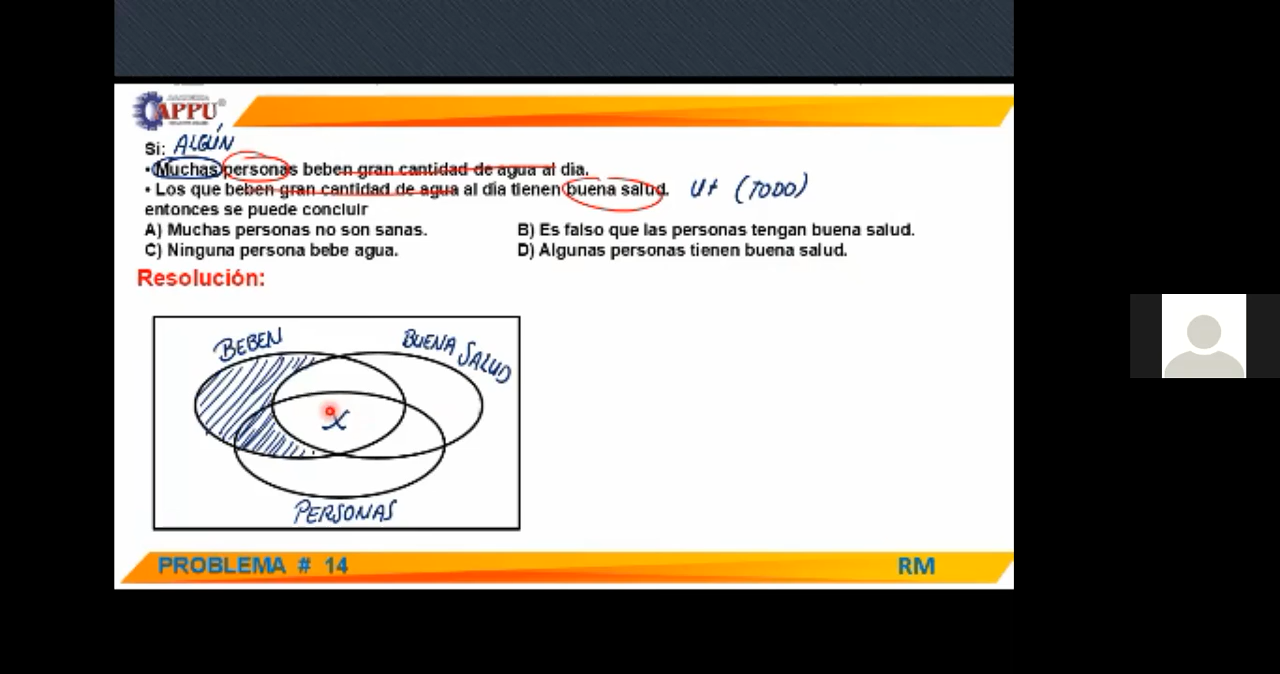 APPU®
Si: ALGÚN
• Muchas personas beben gran cantidad de agua al día.
• Los que beben gran cantidad de agua al día tienen buena salud. U+ (TODO)
entonces se puede concluir
A) Muchas personas no son sanas. B) Es falso que las personas tengan buena salud.
C) Ninguna persona bebe agua. D) Algunas personas tienen buena salud.
Resolución:
BEBEN BUENA SALUD
X
PERSONAS
PROBLEMA # 14 RM